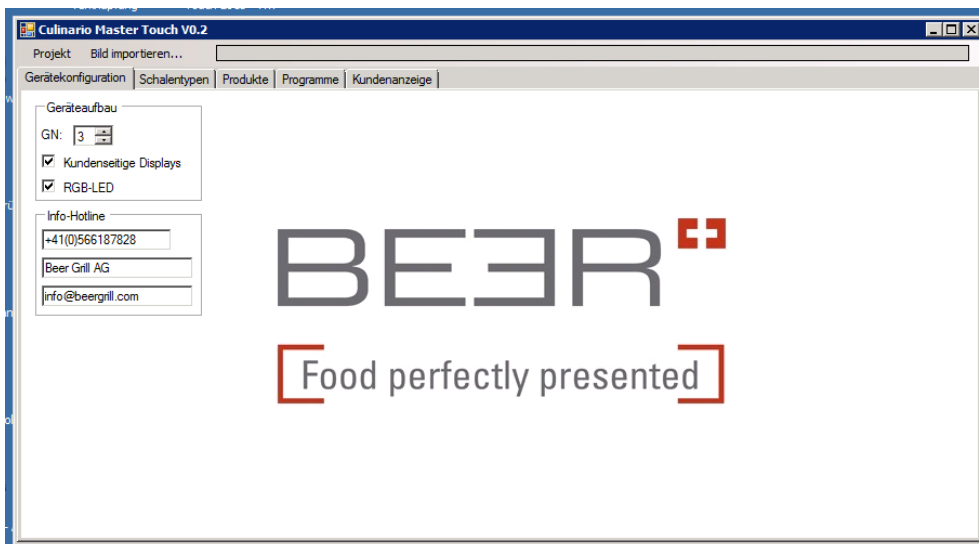 Culinario Master Touch V0.2
Projekt Bild importieren...
Gerätekonfiguration Schalentypen Produkte Programme Kundenanzeige
Geräteaufbau
GN: 3
Kundenseitige Displays
RGB-LED
Info-Hotline
+41(0)566187828
Beer Grill AG
info@beergrill.com
BEER
Food perfectly presented